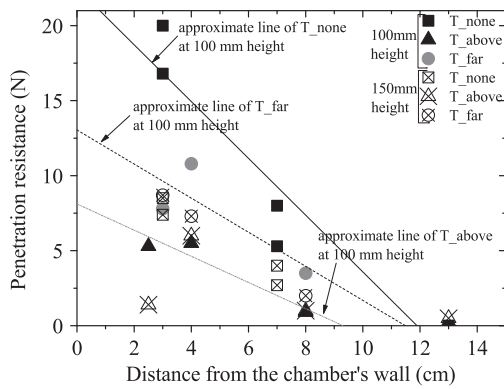 approximate line of T_none
at 100 mm height
approximate line of T_far
at 100 mm height
approximate line of T_above
at 100 mm height
100mm
height
T_none
T_above
T_far
150mm
height
T_none
T_above
T_far
Penetration resistance (N)
20
15
10
5
0
0 2 4 6 8 10 12 14
Distance from the chamber's wall (cm)